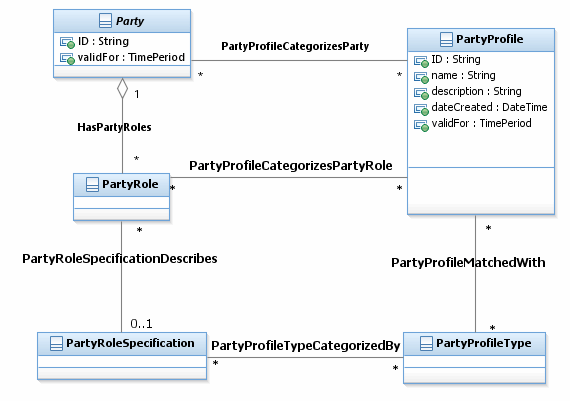 Party
ID : String
validFor : TimePeriod
PartyProfileCategorizesParty
*
*
PartyProfile
ID : String
name : String
description : String
dateCreated : DateTime
validFor : TimePeriod
1
HasPartyRoles
*
PartyRole
PartyProfileCategorizesPartyRole
*
*
*
*
PartyRoleSpecificationDescribes
PartyProfileMatchedWith
0..1
*
PartyRoleSpecification
PartyProfileTypeCategorizedBy
PartyProfileType
*
*